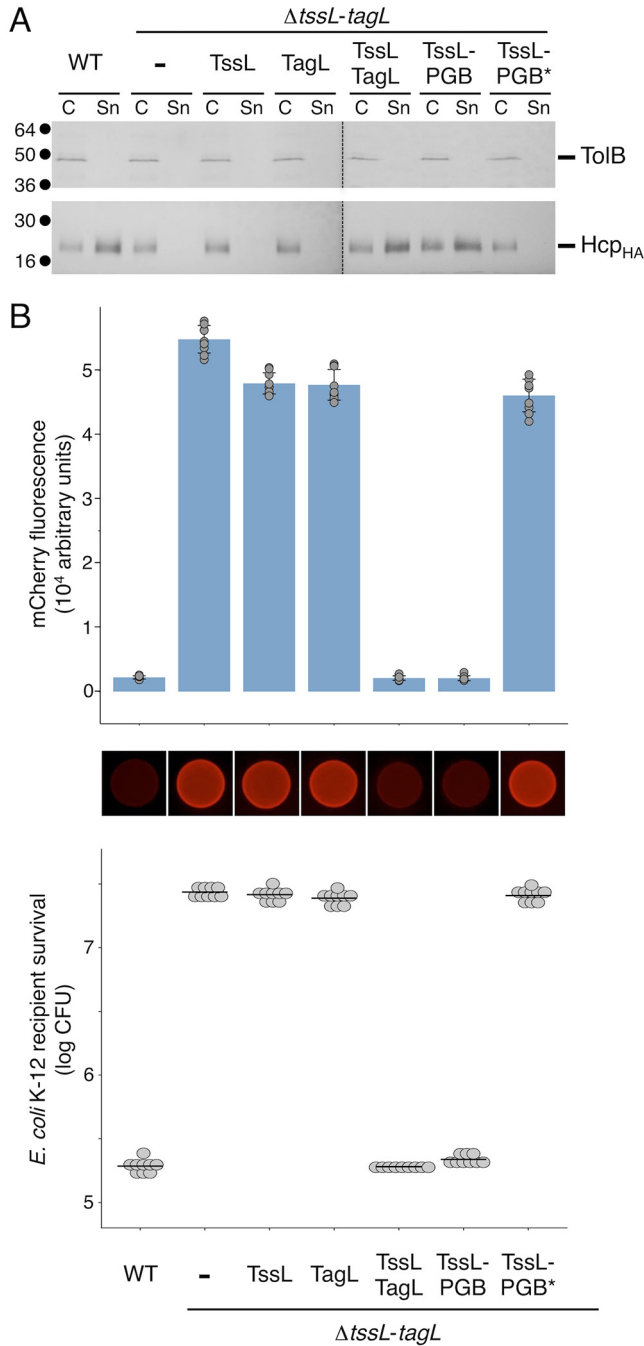 A
ΔtssL-tagL
WT - TssL TagL TssL TagL TssL-PGB TssL-PGB*
C Sn C Sn C Sn C Sn C Sn C Sn C Sn
64
50
36
TolB
30
16
HcpHA
B
mCherry fluorescence
(10⁴ arbitrary units)
5
4
3
2
1
0
E. coli K-12 recipient survival
(log CFU)
7
6
5
WT - TssL TagL TssL TagL TssL-PGB TssL-PGB*
ΔtssL-tagL